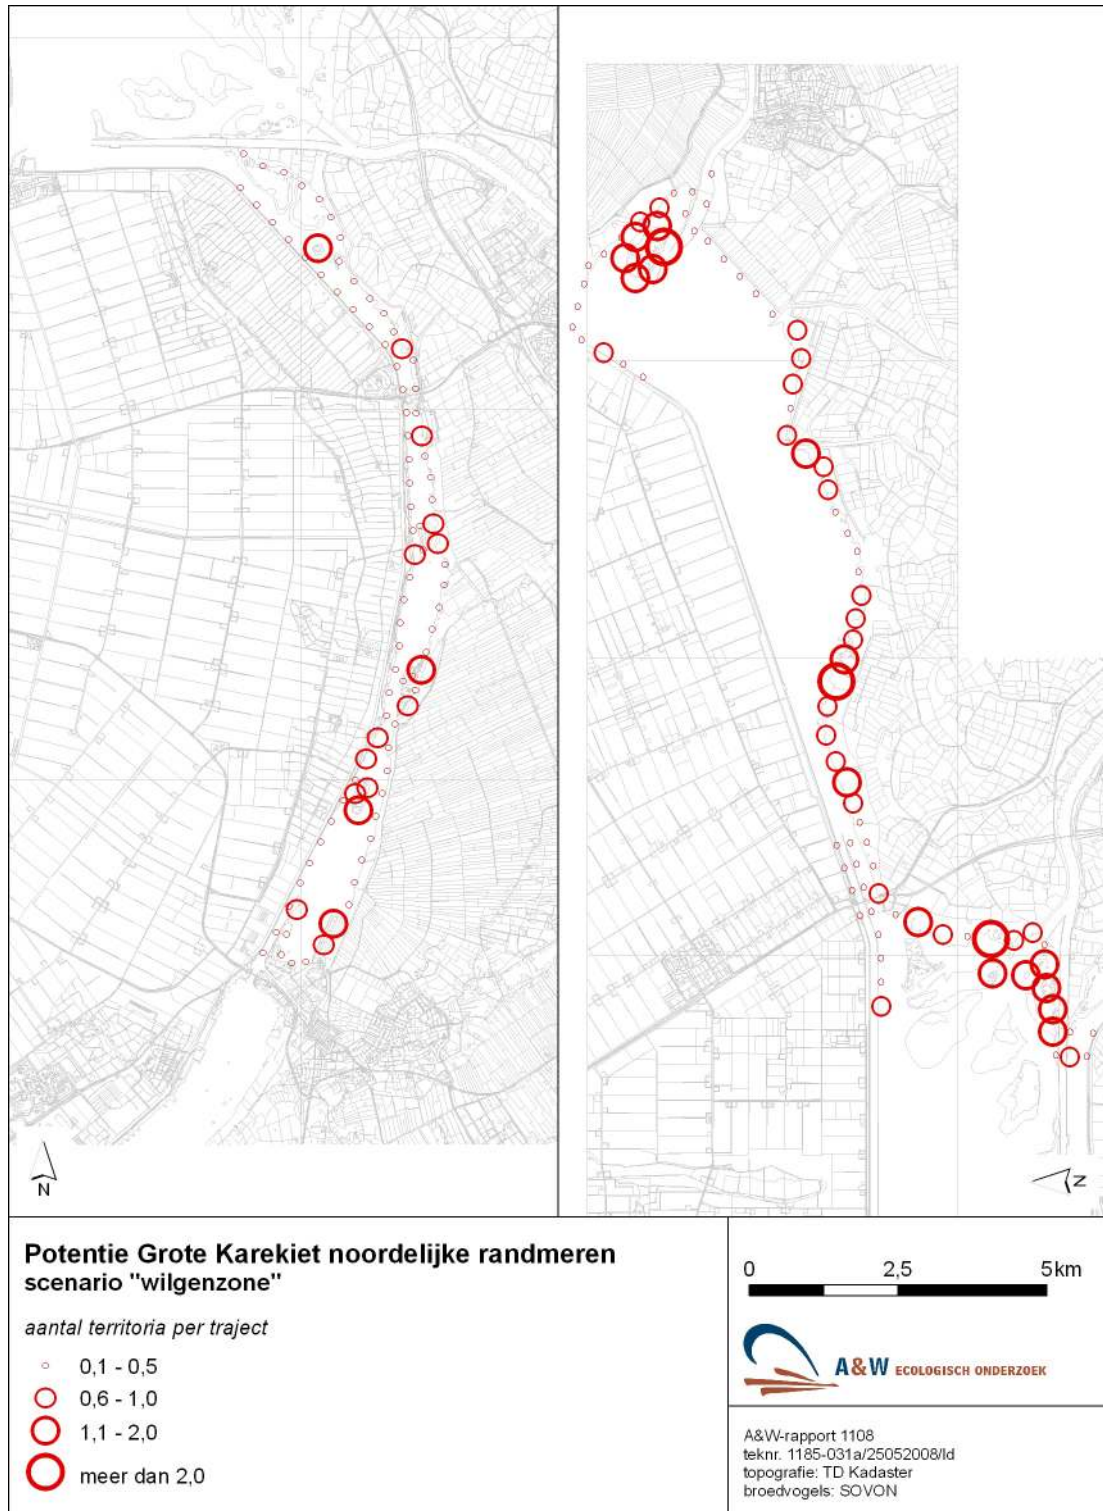 N
N
Potentie Grote Karekiet noordelijke randmeren
scenario "wilgenzone"
aantal territoria per traject
0,1 - 0,5
0,6 - 1,0
1,1 - 2,0
meer dan 2,0
0 2,5 5km
A&W ECOLOGISCH ONDERZOEK
A&W-rapport 1108
teknr. 1185-031a/25052008/ld
topografie: TD Kadaster
broedvogels: SOVON